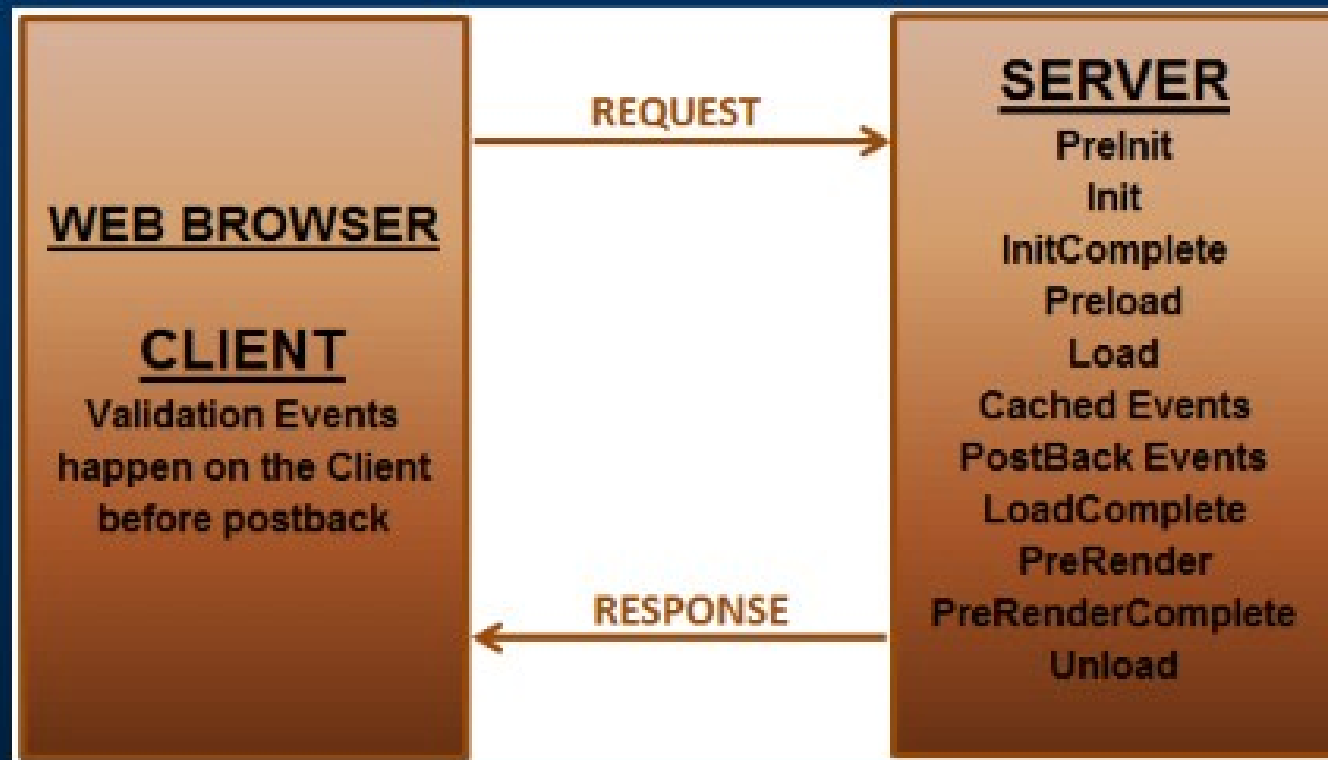 WEB BROWSER
CLIENT
Validation Events
happen on the Client
before postback
REQUEST
RESPONSE
SERVER
PreInit
Init
InitComplete
Preload
Load
Cached Events
PostBack Events
LoadComplete
PreRender
PreRenderComplete
Unload